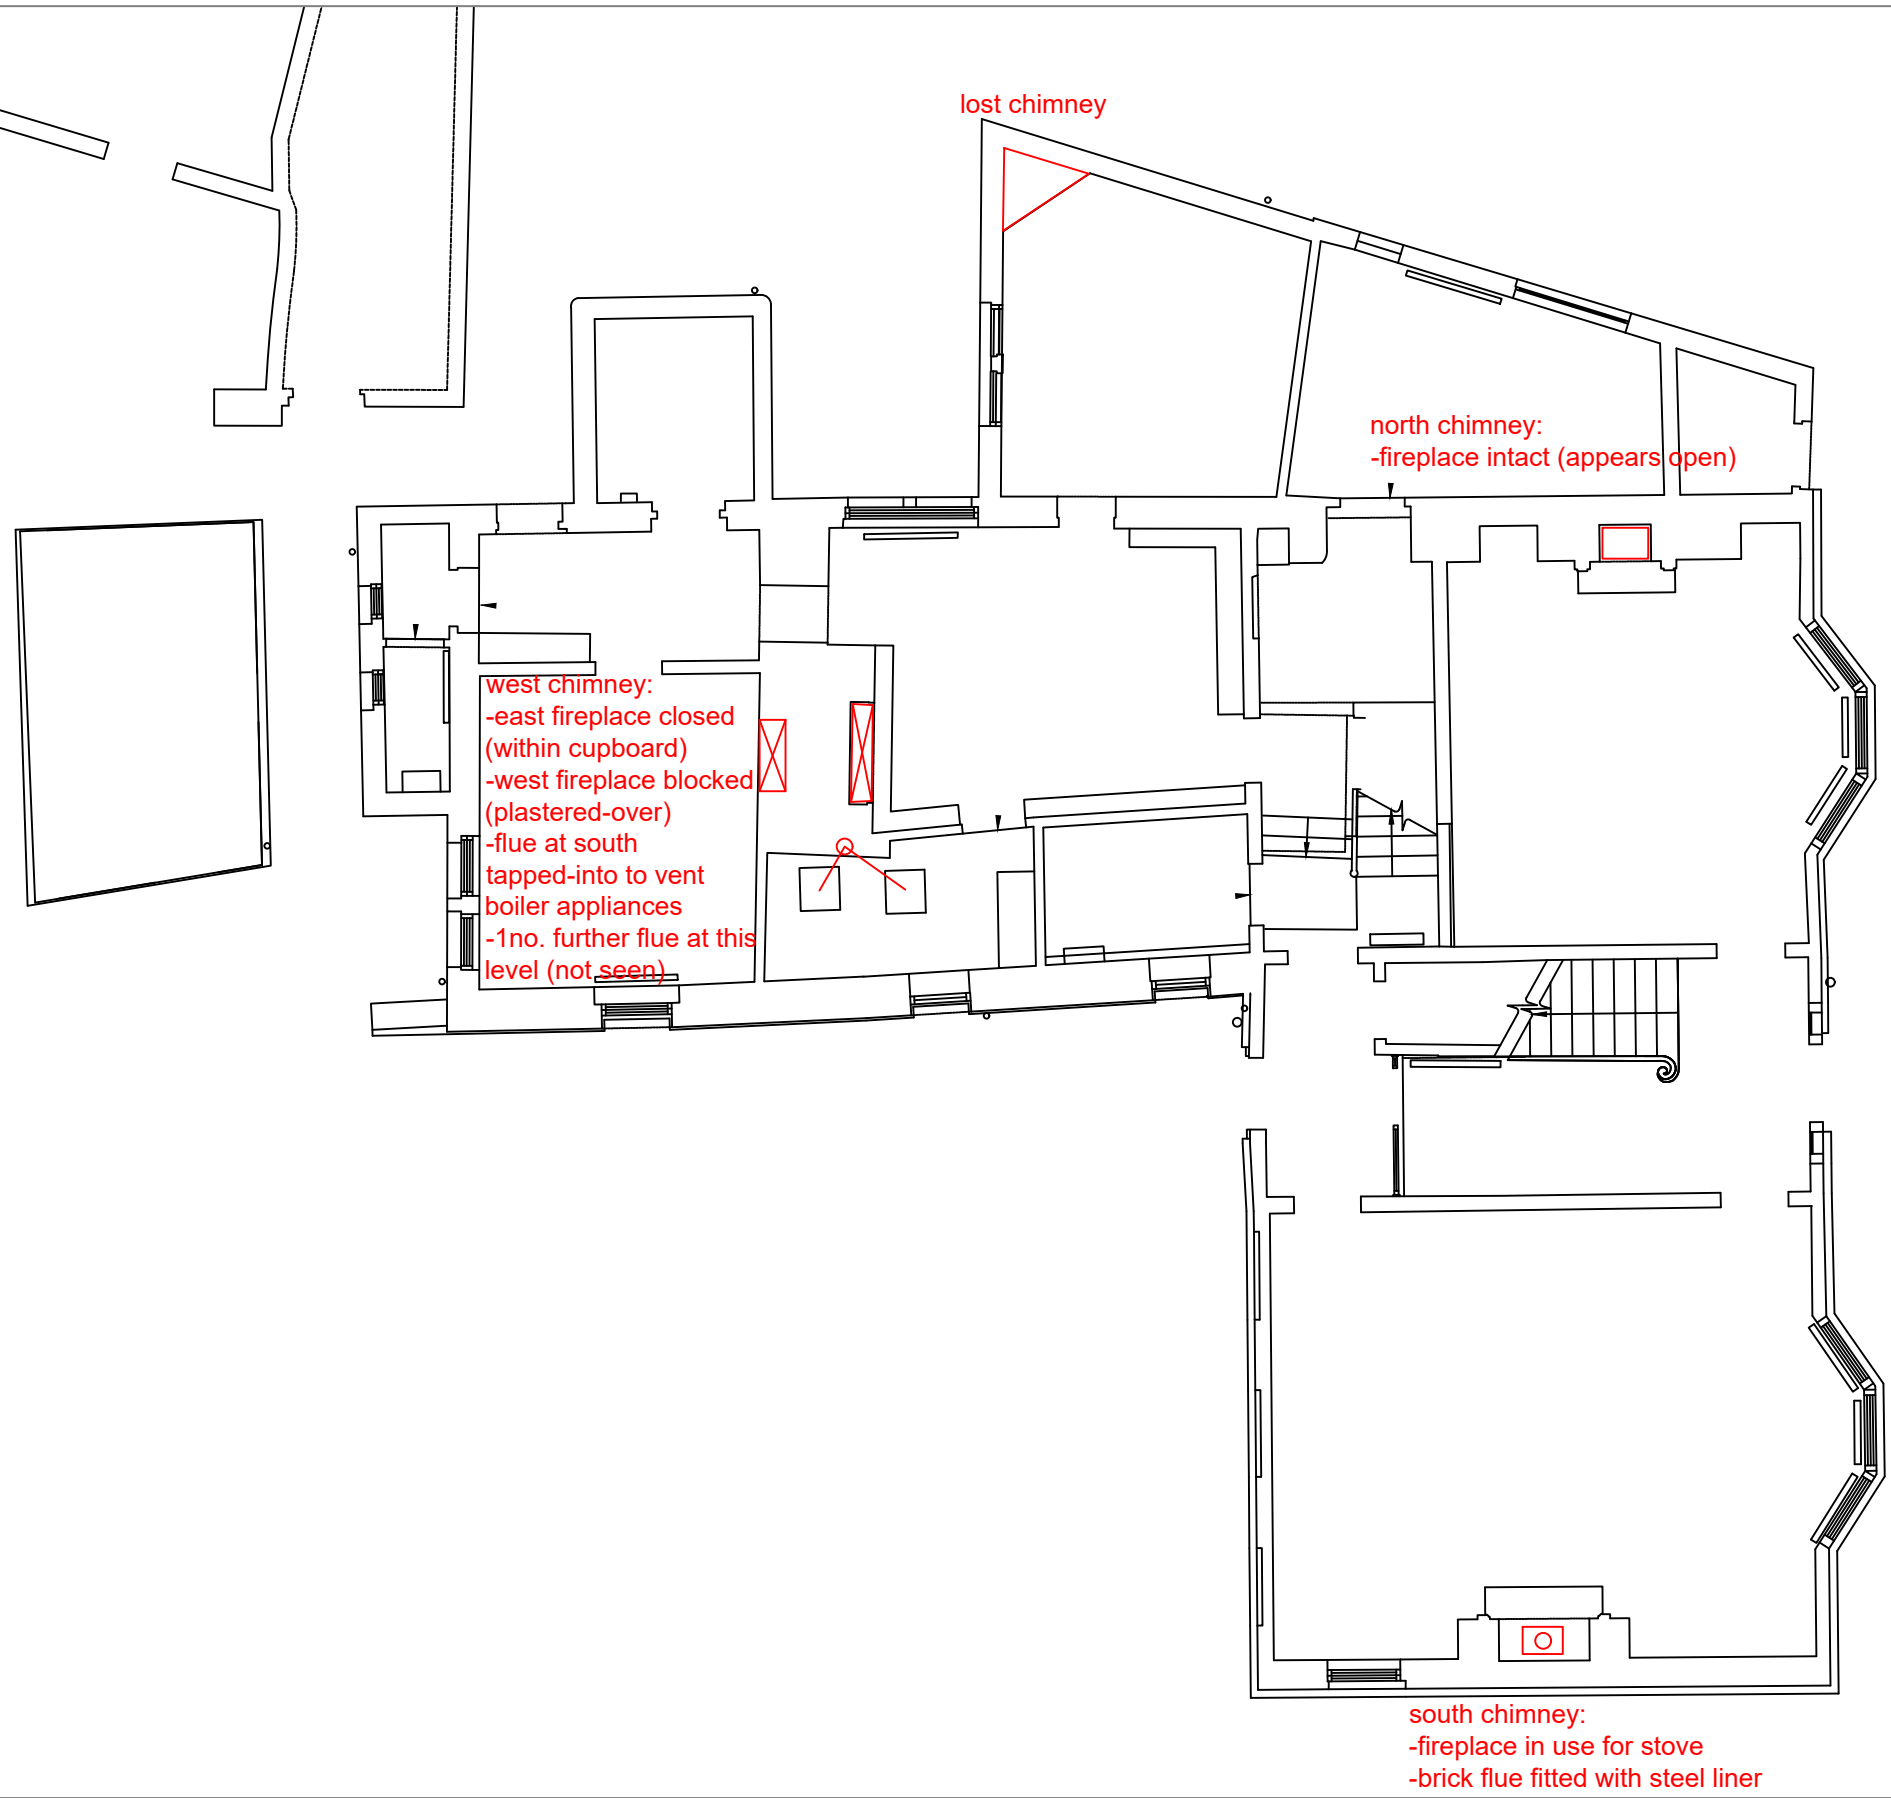 lost chimney
north chimney:
-fireplace intact (appears open)
west chimney:
-east fireplace closed
(within cupboard)
-west fireplace blocked
(plastered-over)
-flue at south
tapped-into to vent
boiler appliances
-1no. further flue at this
level (not seen)
south chimney:
-fireplace in use for stove
-brick flue fitted with steel liner